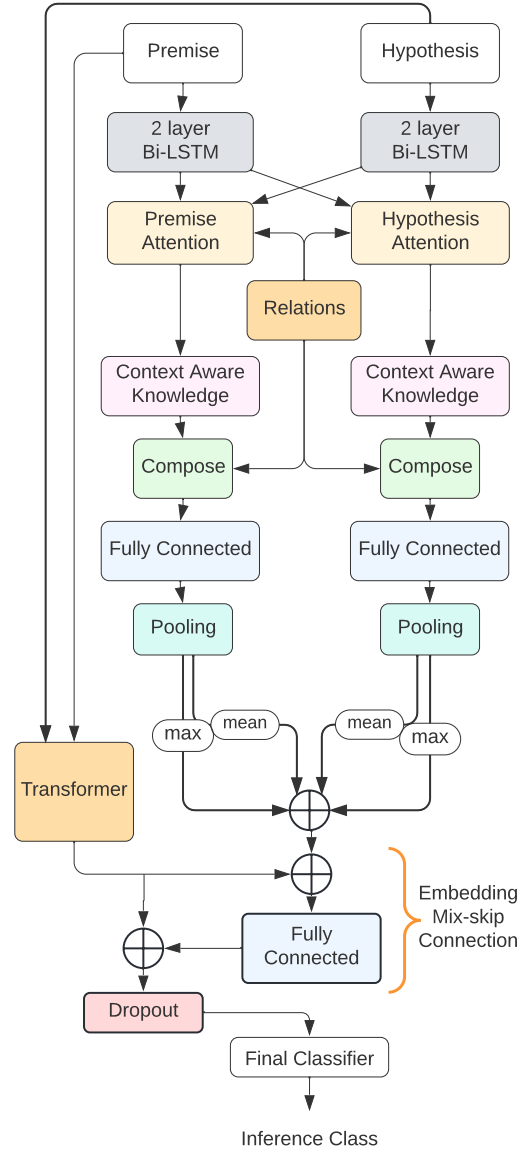 Premise
Hypothesis
2 layer
Bi-LSTM
2 layer
Bi-LSTM
Premise
Attention
Hypothesis
Attention
Relations
Context Aware
Knowledge
Context Aware
Knowledge
Compose
Compose
Fully Connected
Fully Connected
Pooling
Pooling
max
mean
mean
max
Transformer
Embedding
Mix-skip
Connection
Fully
Connected
Dropout
Final Classifier
Inference Class